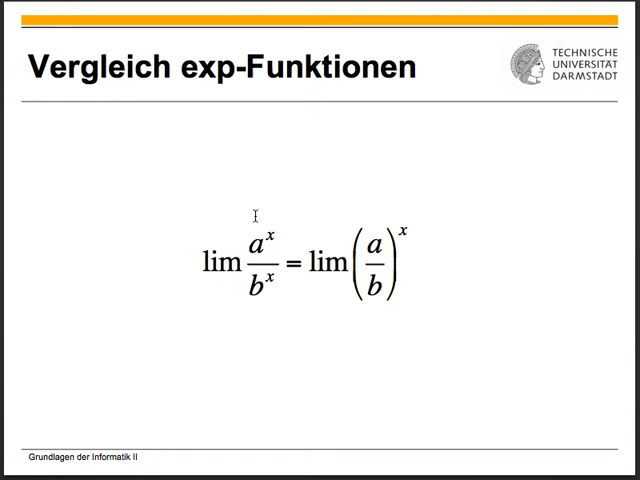 Vergleich exp-Funktionen
TECHNISCHE
UNIVERSITÄT
DARMSTADT
lim a^x / b^x = lim (a / b)^x
Grundlagen der Informatik II